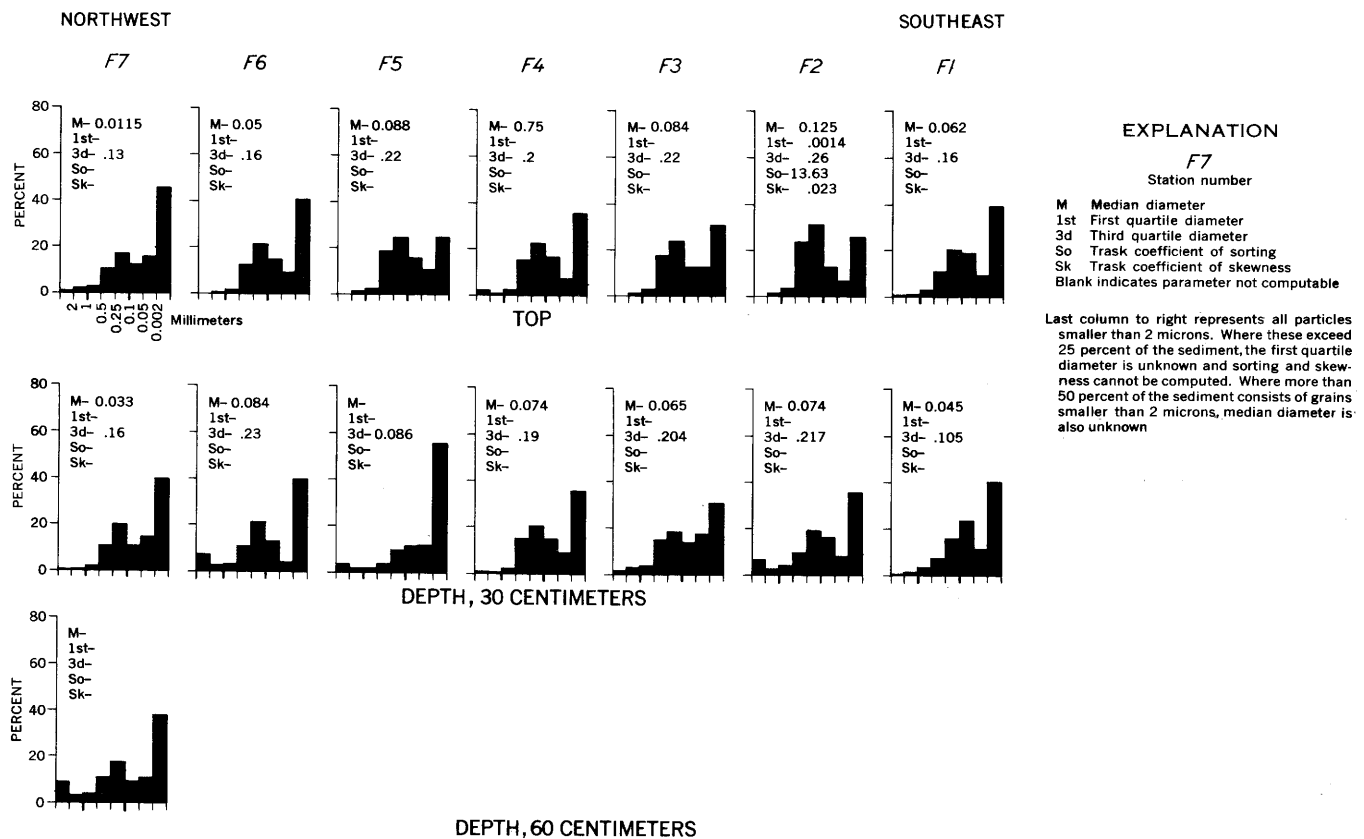 NORTHWEST
SOUTHEAST
F7
F6
F5
F4
F3
F2
F1
80
60
40
20
0
PERCENT
M- 0.0115
1st-
3d- .13
So-
Sk-
M- 0.05
1st-
3d- .16
So-
Sk-
M- 0.088
1st-
3d- .22
So-
Sk-
M- 0.75
1st-
3d- .2
So-
Sk-
M- 0.084
1st-
3d- .22
So-
Sk-
M- 0.125
1st- .0014
3d- .26
So-13.63
Sk- .023
M- 0.062
1st-
3d- .16
So-
Sk-
2
1
0.5
0.25
0.1
0.05
0.002
Millimeters
TOP
80
60
40
20
0
PERCENT
M- 0.033
1st-
3d- .16
So-
Sk-
M- 0.084
1st-
3d- .23
So-
Sk-
M-
1st-
3d-0.086
So-
Sk-
M- 0.074
1st-
3d- .19
So-
Sk-
M- 0.065
1st-
3d- .204
So-
Sk-
M- 0.074
1st-
3d- .217
So-
Sk-
M- 0.045
1st-
3d- .105
So-
Sk-
DEPTH, 30 CENTIMETERS
80
60
40
20
0
PERCENT
M-
1st-
3d-
So-
Sk-
DEPTH, 60 CENTIMETERS
EXPLANATION
F7
Station number
M Median diameter
1st First quartile diameter
3d Third quartile diameter
So Trask coefficient of sorting
Sk Trask coefficient of skewness
Blank indicates parameter not computable
Last column to right represents all particles
smaller than 2 microns. Where these exceed
25 percent of the sediment, the first quartile
diameter is unknown and sorting and skew-
ness cannot be computed. Where more than
50 percent of the sediment consists of grains
smaller than 2 microns, median diameter is
also unknown